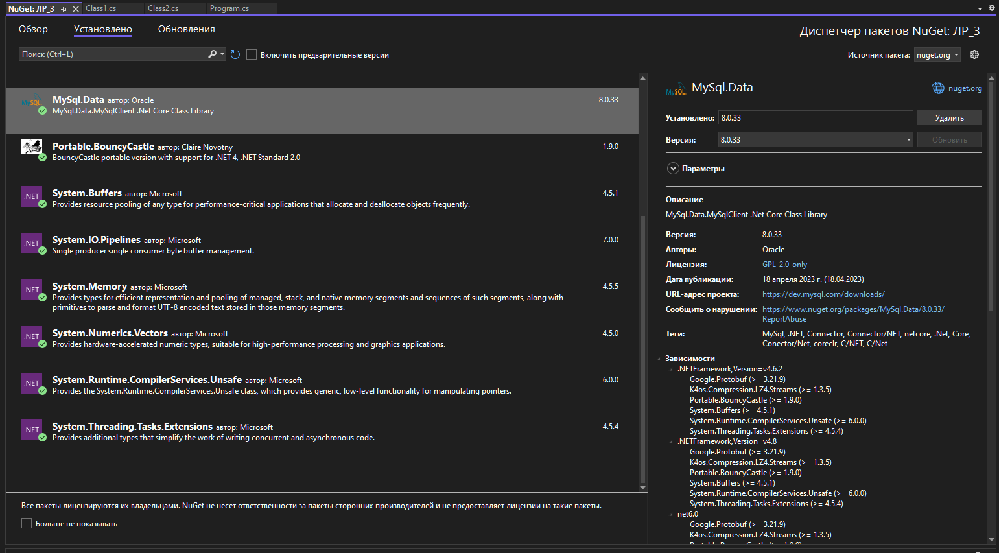 NuGet: ЛР_3
Class1.cs
Class2.cs
Program.cs
Обзор
Установлено
Обновления
Диспетчер пакетов NuGet: ЛР_3
Поиск (Ctrl+L)
Включить предварительные версии
Источник пакета: nuget.org
MySQL.
MySql.Data автор: Oracle
8.0.33
MySql.Data.MySqlClient .Net Core Class Library
Portable.BouncyCastle автор: Claire Novotny
1.9.0
BouncyCastle portable version with support for .NET 4, .NET Standard 2.0
.NET
System.Buffers автор: Microsoft
4.5.1
Provides resource pooling of any type for performance-critical applications that allocate and deallocate objects frequently.
.NET
System.IO.Pipelines автор: Microsoft
7.0.0
Single producer single consumer byte buffer management.
.NET
System.Memory автор: Microsoft
4.5.5
Provides types for efficient representation and pooling of managed, stack, and native memory segments and sequences of such segments, along with
primitives to parse and format UTF-8 encoded text stored in those memory segments.
.NET
System.Numerics.Vectors автор: Microsoft
4.5.0
Provides hardware-accelerated numeric types, suitable for high-performance processing and graphics applications.
.NET
System.Runtime.CompilerServices.Unsafe автор: Microsoft
6.0.0
Provides the System.Runtime.CompilerServices.Unsafe class, which provides generic, low-level functionality for manipulating pointers.
.NET
System.Threading.Tasks.Extensions автор: Microsoft
4.5.4
Provides additional types that simplify the work of writing concurrent and asynchronous code.
Все пакеты лицензируются их владельцами. NuGet не несет ответственности за пакеты сторонних производителей и не предоставляет лицензии на такие пакеты.
Больше не показывать
MySQL.
MySql.Data
nuget.org
Установлено: 8.0.33
Удалить
Версия: 8.0.33
Обновить
Параметры
Описание
MySql.Data.MySqlClient .Net Core Class Library
Версия: 8.0.33
Авторы: Oracle
Лицензия: GPL-2.0-only
Дата публикации: 18 апреля 2023 г. (18.04.2023)
URL-адрес проекта: https://dev.mysql.com/downloads/
Сообщить о нарушении: https://www.nuget.org/packages/MySql.Data/8.0.33/
ReportAbuse
Теги: MySql, .NET, Connector, Connector/NET, netcore, .Net, Core,
Conector/Net, coreclr, C/NET, C/Net
Зависимости
.NETFramework,Version=v4.6.2
Google.Protobuf (>= 3.21.9)
K4os.Compression.LZ4.Streams (>= 1.3.5)
Portable.BouncyCastle (>= 1.9.0)
System.Buffers (>= 4.5.1)
System.Runtime.CompilerServices.Unsafe (>= 6.0.0)
System.Threading.Tasks.Extensions (>= 4.5.4)
.NETFramework,Version=v4.8
Google.Protobuf (>= 3.21.9)
K4os.Compression.LZ4.Streams (>= 1.3.5)
Portable.BouncyCastle (>= 1.9.0)
System.Buffers (>= 4.5.1)
System.Runtime.CompilerServices.Unsafe (>= 6.0.0)
System.Threading.Tasks.Extensions (>= 4.5.4)
net6.0
Google.Protobuf (>= 3.21.9)
K4os.Compression.LZ4.Streams (>= 1.3.5)